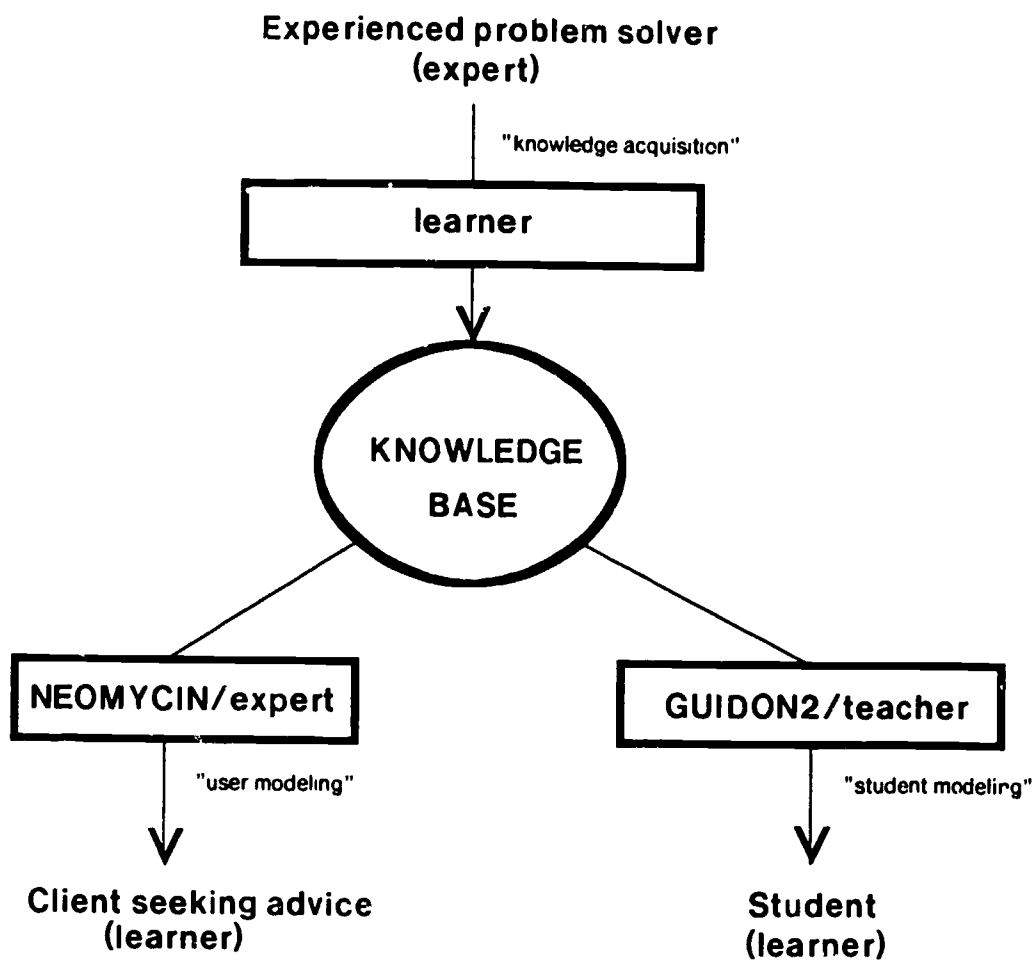 Experienced problem solver
(expert)
"knowledge acquisition"
learner
KNOWLEDGE
BASE
NEOMYCIN/expert
GUIDON2/teacher
"user modeling"
"student modeling"
Client seeking advice
(learner)
Student
(learner)